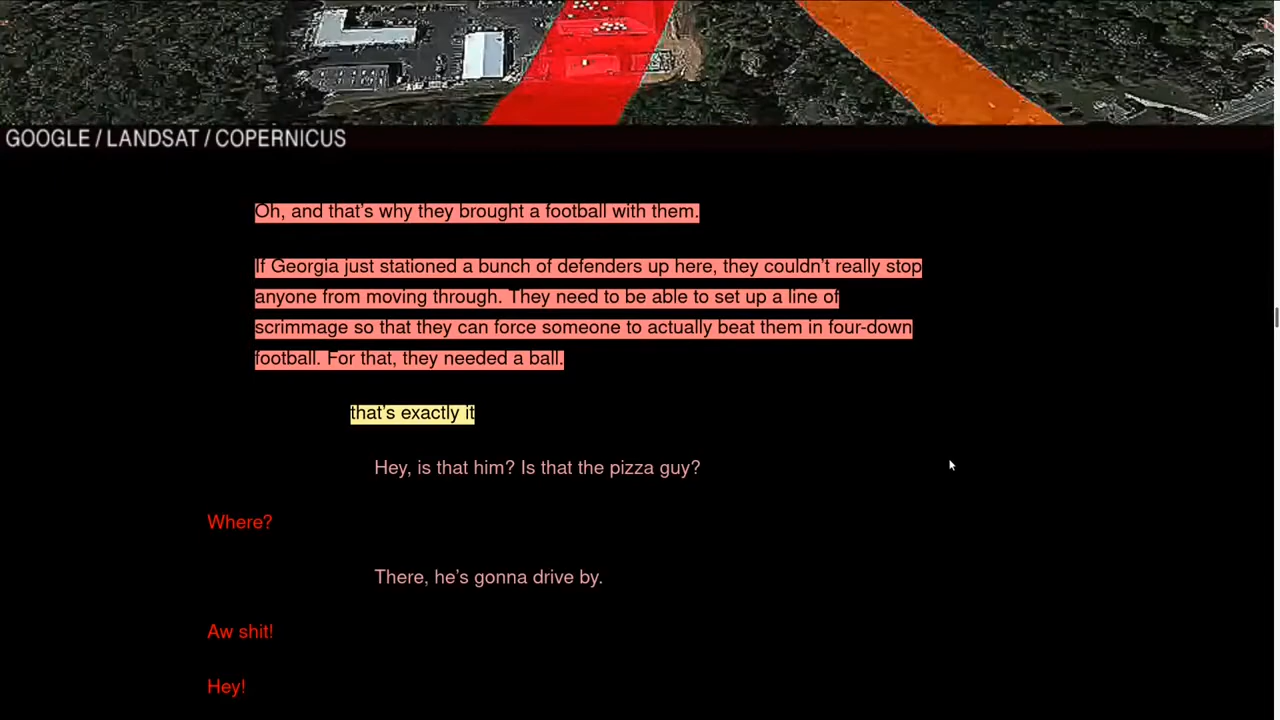 GOOGLE / LANDSAT / COPERNICUS
Oh, and that’s why they brought a football with them.
If Georgia just stationed a bunch of defenders up here, they couldn’t really stop
anyone from moving through. They need to be able to set up a line of
scrimmage so that they can force someone to actually beat them in four-down
football. For that, they needed a ball.
that’s exactly it
Hey, is that him? Is that the pizza guy?
Where?
There, he’s gonna drive by.
Aw shit!
Hey!